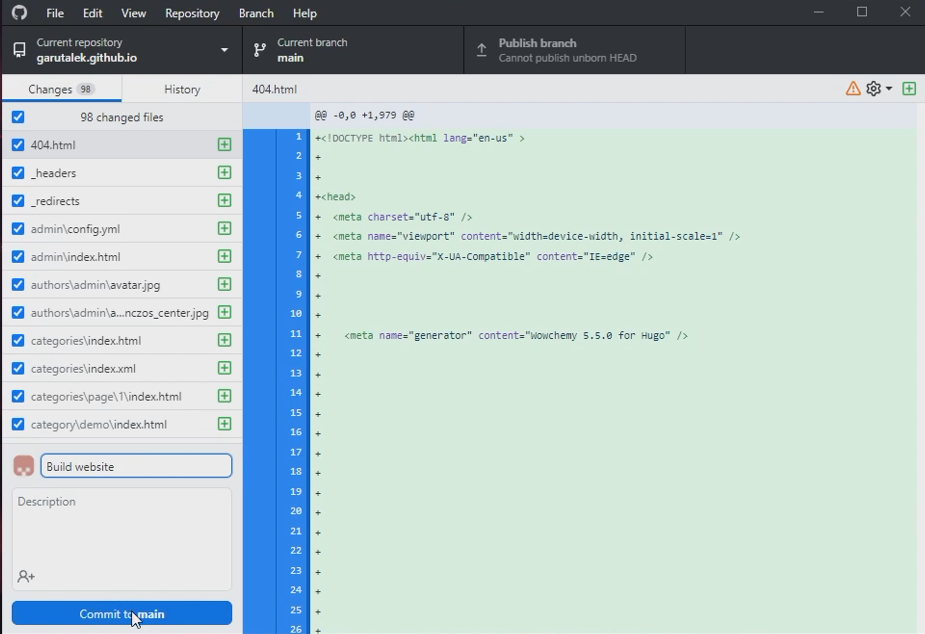 File Edit View Repository Branch Help
Current repository
garutalek.github.io
Current branch
main
Publish branch
Cannot publish unborn HEAD
Changes 98
History
404.html
98 changed files
404.html
_headers
_redirects
admin\config.yml
admin\index.html
authors\admin\avatar.jpg
authors\admin\a...nczos_center.jpg
categories\index.html
categories\index.xml
categories\page\1\index.html
category\demo\index.html
Build website
Description
Commit to main
@@ -0,0 +1,979 @@
1 +<!DOCTYPE html><html lang="en-us" >
2 +
3 +
4 +<head>
5 + <meta charset="utf-8" />
6 + <meta name="viewport" content="width=device-width, initial-scale=1" />
7 + <meta http-equiv="X-UA-Compatible" content="IE=edge" />
8 +
9 +
10 +
11 + <meta name="generator" content="Wowchemy 5.5.0 for Hugo" />
12 +
13 +
14 +
15 +
16 +
17 +
18 +
19 +
20 +
21 +
22 +
23 +
24 +
25 +
26 +